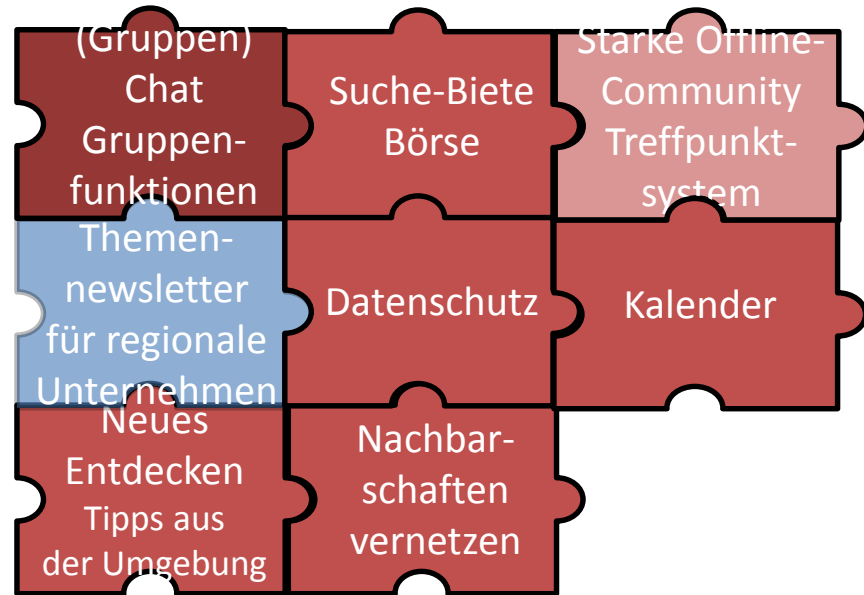 (Gruppen)
Chat
Gruppen-
funktionen
Suche-Biete
Börse
Starke Offline-
Community
Treffpunkt-
system
Themen-
newsletter
für regionale
Unternehmen
Datenschutz
Kalender
Neues
Entdecken
Tipps aus
der Umgebung
Nachbar-
schaften
vernetzen